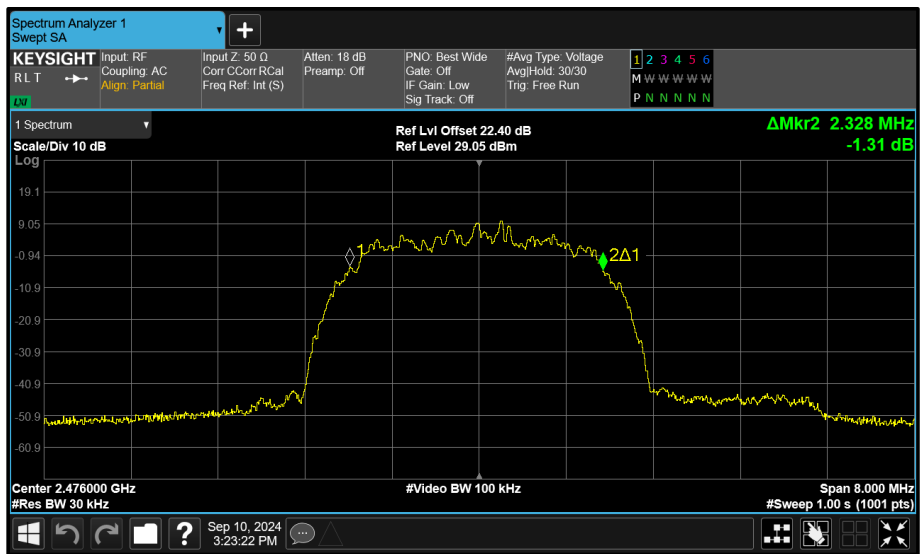 Spectrum Analyzer 1
Swept SA
+
KEYSIGHT
R L T
LXI
Input: RF
Coupling: AC
Align: Partial
Input Z: 50 Ω
Corr CCorr RCal
Freq Ref: Int (S)
Atten: 18 dB
Preamp: Off
PNO: Best Wide
Gate: Off
IF Gain: Low
Sig Track: Off
#Avg Type: Voltage
Avg|Hold: 30/30
Trig: Free Run
1 2 3 4 5 6
M W W W W W
P N N N N N
1 Spectrum
Scale/Div 10 dB
Ref Lvl Offset 22.40 dB
Ref Level 29.05 dBm
ΔMkr2 2.328 MHz
-1.31 dB
Log
19.1
9.05
-0.94
-10.9
-20.9
-30.9
-40.9
-50.9
-60.9
1
2Δ1
Center 2.476000 GHz
#Video BW 100 kHz
Span 8.000 MHz
#Res BW 30 kHz
#Sweep 1.00 s (1001 pts)
?
Sep 10, 2024
3:23:22 PM